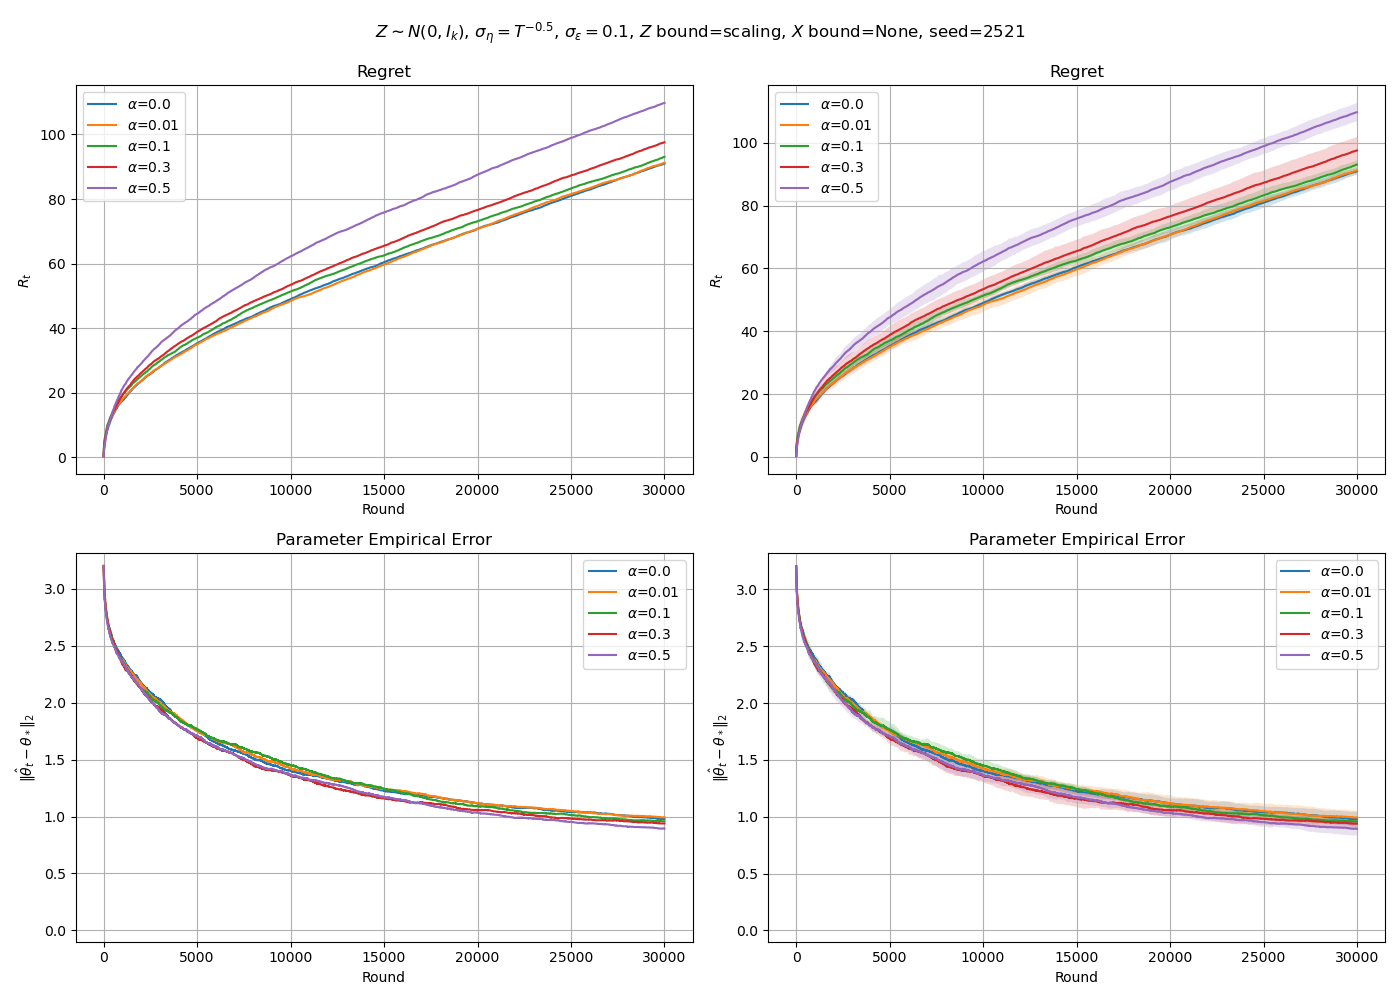 Z ∼ N(0, I_k), σ_η = T^{−0.5}, σ_ε = 0.1, Z bound=scaling, X bound=None, seed=2521
Regret
R_t
100
80
60
40
20
0
α=0.0
α=0.01
α=0.1
α=0.3
α=0.5
0 5000 10000 15000 20000 25000 30000
Round
Regret
R_t
100
80
60
40
20
0
α=0.0
α=0.01
α=0.1
α=0.3
α=0.5
0 5000 10000 15000 20000 25000 30000
Round
Parameter Empirical Error
‖θ̂_t − θ_*‖₂
3.0
2.5
2.0
1.5
1.0
0.5
0.0
α=0.0
α=0.01
α=0.1
α=0.3
α=0.5
0 5000 10000 15000 20000 25000 30000
Round
Parameter Empirical Error
‖θ̂_t − θ_*‖₂
3.0
2.5
2.0
1.5
1.0
0.5
0.0
α=0.0
α=0.01
α=0.1
α=0.3
α=0.5
0 5000 10000 15000 20000 25000 30000
Round